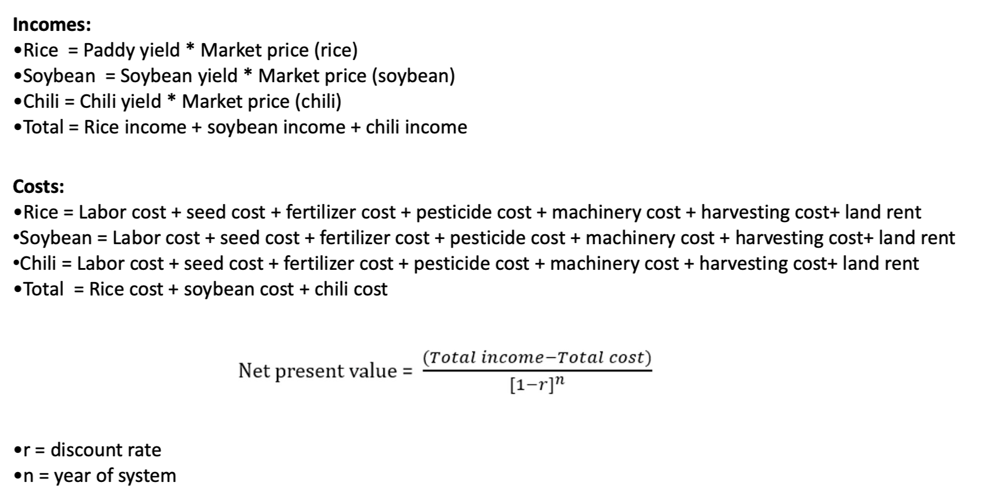 Incomes:
•Rice = Paddy yield * Market price (rice)
•Soybean = Soybean yield * Market price (soybean)
•Chili = Chili yield * Market price (chili)
•Total = Rice income + soybean income + chili income
Costs:
•Rice = Labor cost + seed cost + fertilizer cost + pesticide cost + machinery cost + harvesting cost+ land rent
•Soybean = Labor cost + seed cost + fertilizer cost + pesticide cost + machinery cost + harvesting cost+ land rent
•Chili = Labor cost + seed cost + fertilizer cost + pesticide cost + machinery cost + harvesting cost+ land rent
•Total = Rice cost + soybean cost + chili cost
Net present value = (Total income−Total cost) / [1−r]ⁿ
•r = discount rate
•n = year of system